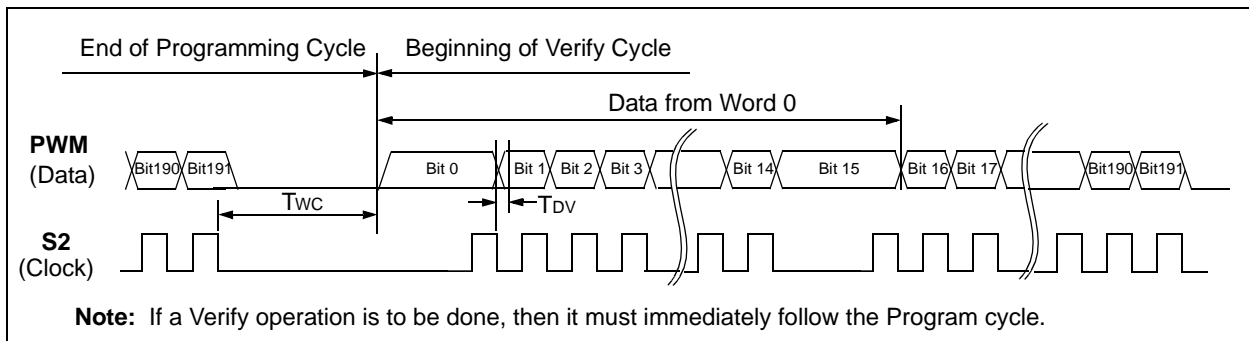 End of Programming Cycle Beginning of Verify Cycle
Data from Word 0
PWM
(Data)
Bit190 Bit191 Bit 0 Bit 1 Bit 2 Bit 3 Bit 14 Bit 15 Bit 16 Bit 17 Bit190 Bit191
TWC TDV
S2
(Clock)
Note: If a Verify operation is to be done, then it must immediately follow the Program cycle.